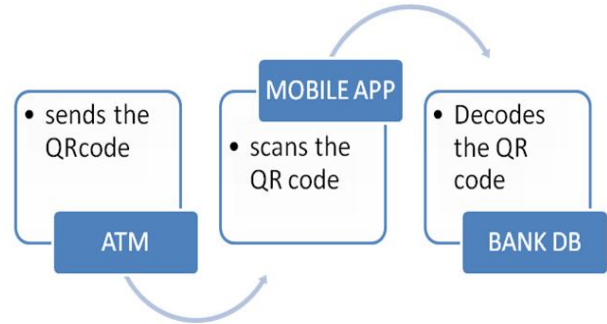 • sends the
QRcode
ATM
MOBILE APP
• scans the
QR code
• Decodes
the QR
code
BANK DB